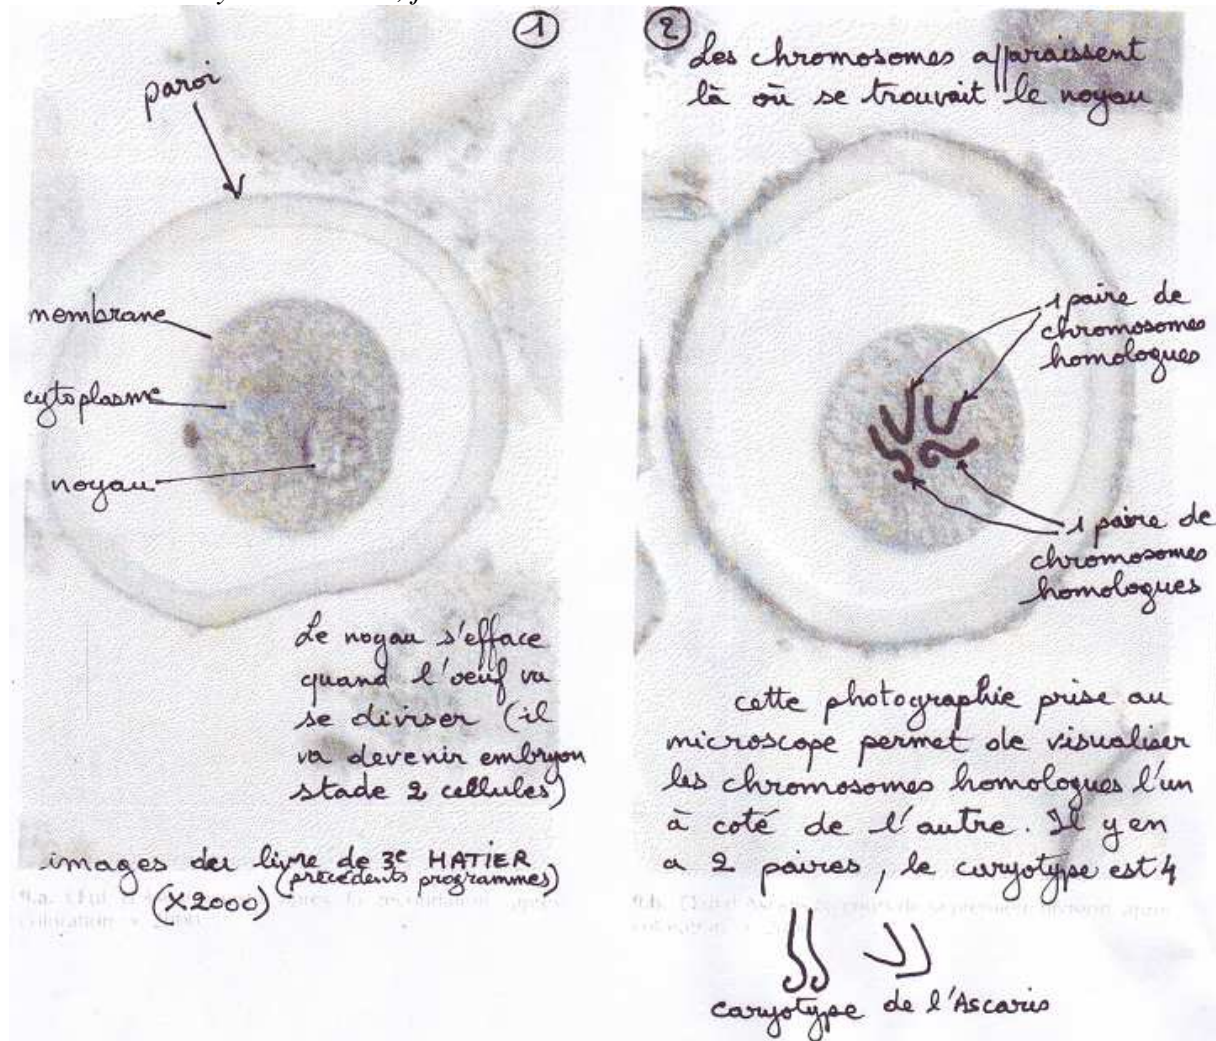 ①
paroi
membrane
cytoplasme
noyau
Le noyau s'efface
quand l'oeuf va
se diviser (il
va devenir embryon
stade 2 cellules)
images du livre de 3e HATIER
(précédents programmes)
(X2000)
②
Les chromosomes apparaissent
là où se trouvait le noyau
1 paire de
chromosomes
homologues
1 paire de
chromosomes
homologues
cette photographie prise au
microscope permet de visualiser
les chromosomes homologues l'un
à coté de l'autre. Il y en
a 2 paires, le caryotype est 4
caryotype de l'Ascaris